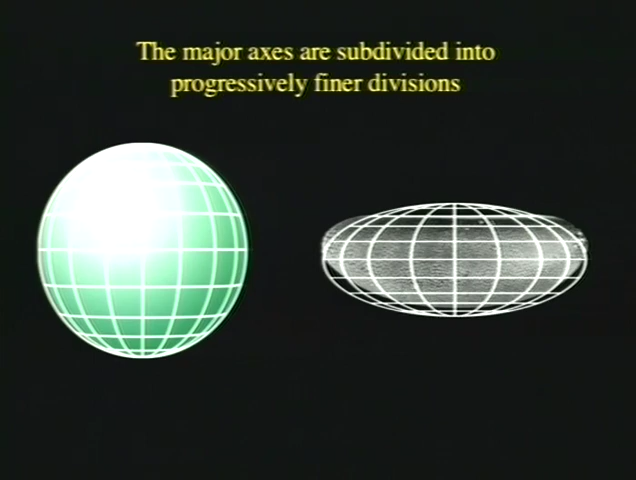 The major axes are subdivided into
progressively finer divisions